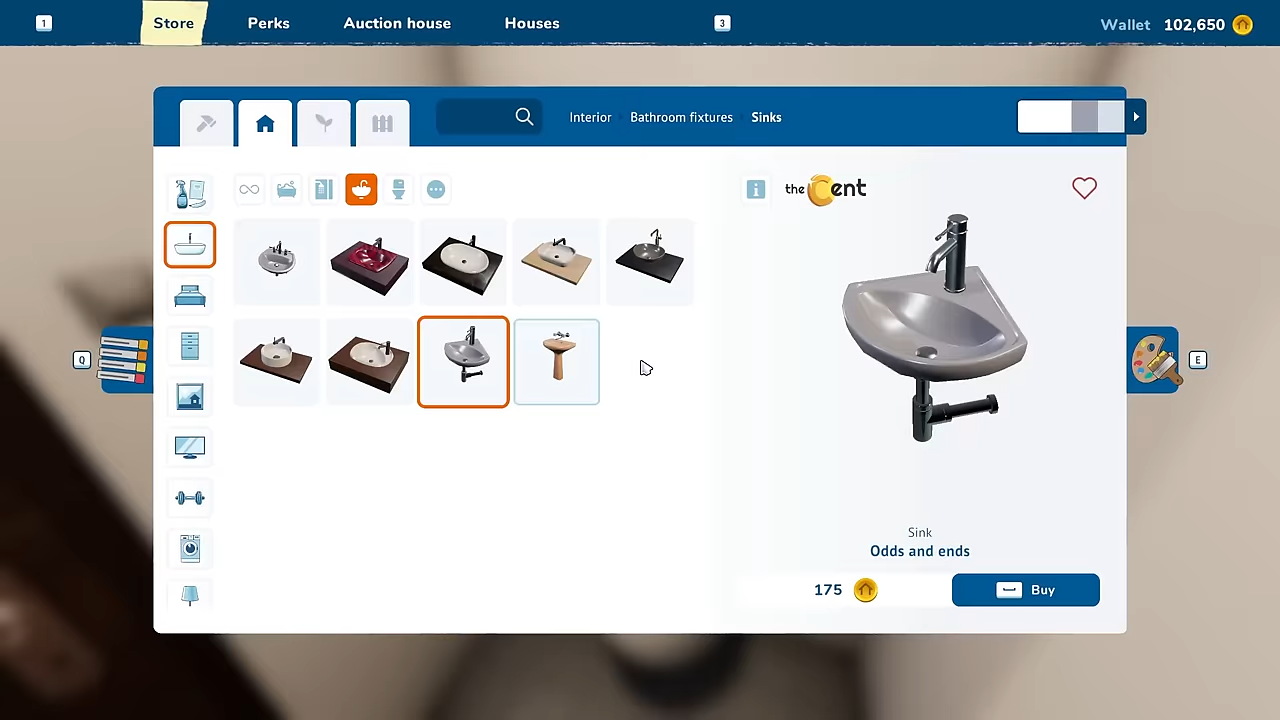 1
Store
Perks
Auction house
Houses
3
Wallet 102,650
Interior
Bathroom fixtures
Sinks
the Cent
Q
E
Sink
Odds and ends
175
Buy